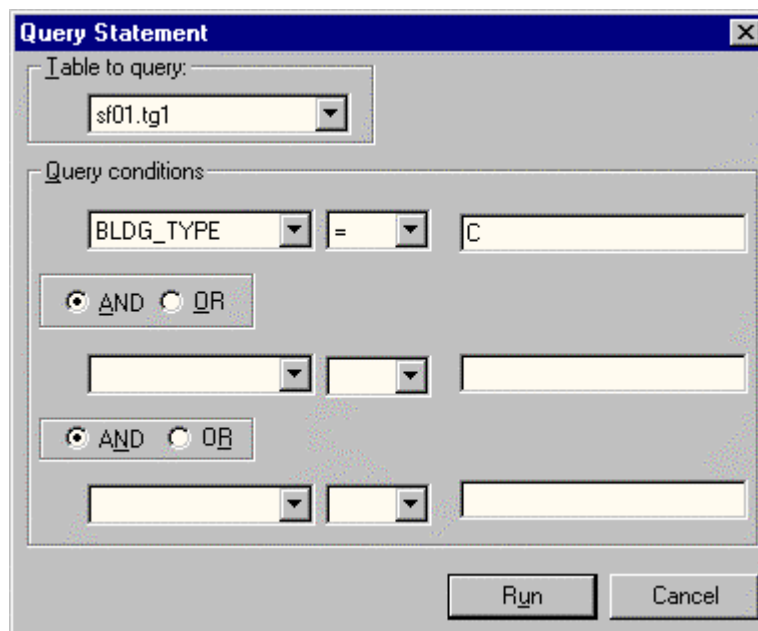 Query Statement
Table to query:
sf01.tg1
Query conditions
BLDG_TYPE = C
AND OR
AND OR
Run Cancel